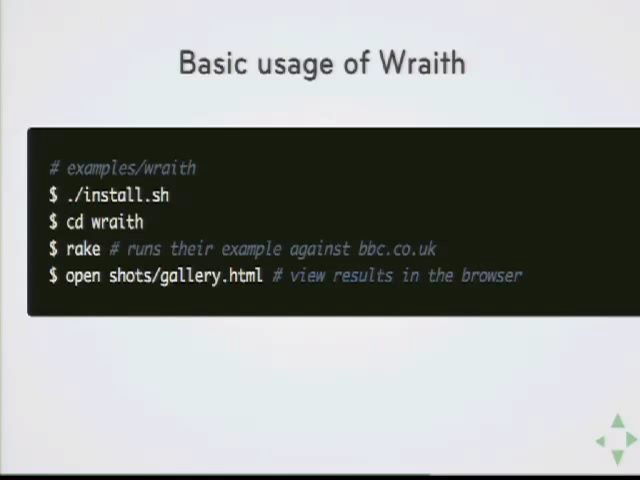 Basic usage of Wraith
# examples/wraith
$ ./install.sh
$ cd wraith
$ rake # runs their example against bbc.co.uk
$ open shots/gallery.html # view results in the browser